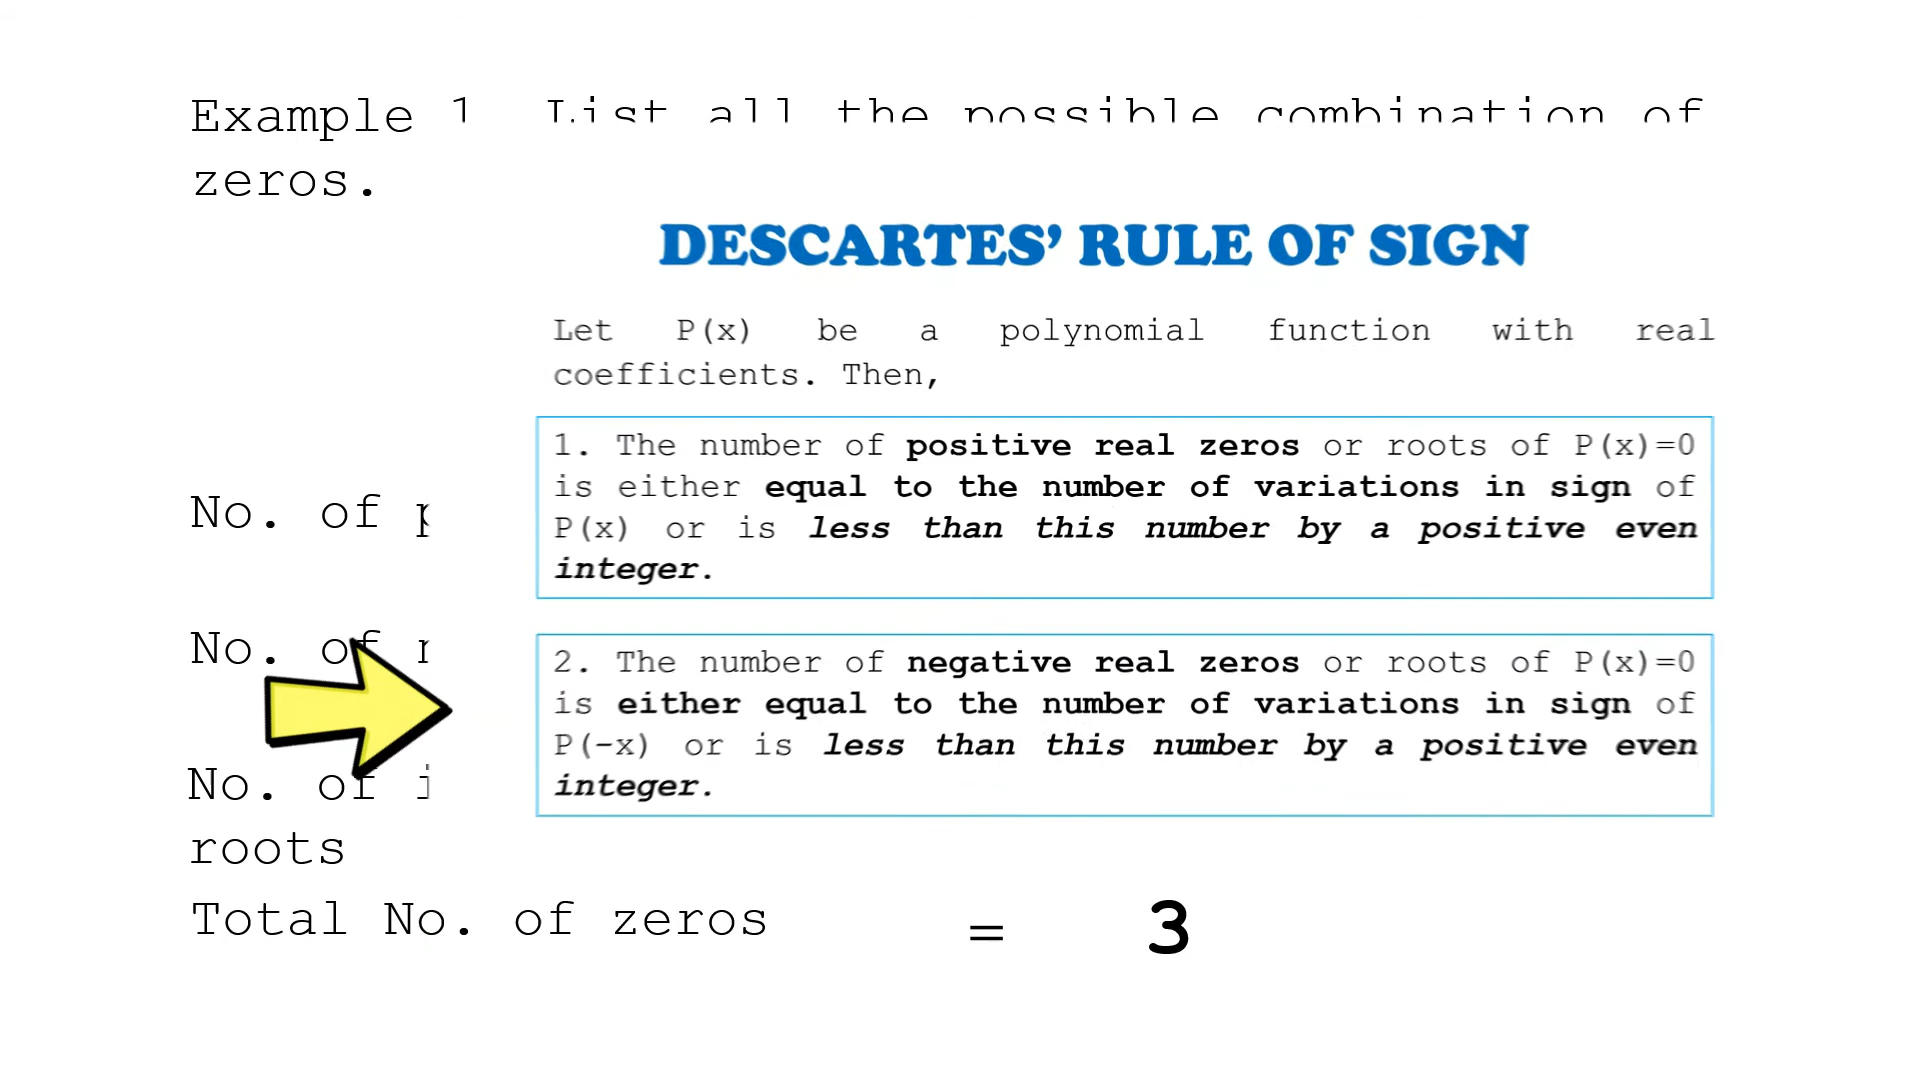 Example 1 List all the possible combination of
zeros.
DESCARTES’ RULE OF SIGN
Let P(x) be a polynomial function with real
coefficients. Then,
1. The number of positive real zeros or roots of P(x)=0
is either equal to the number of variations in sign of
P(x) or is less than this number by a positive even
integer.
No. of
2. The number of negative real zeros or roots of P(x)=0
is either equal to the number of variations in sign of
P(-x) or is less than this number by a positive even
integer.
No. of
No. of
roots
Total No. of zeros = 3